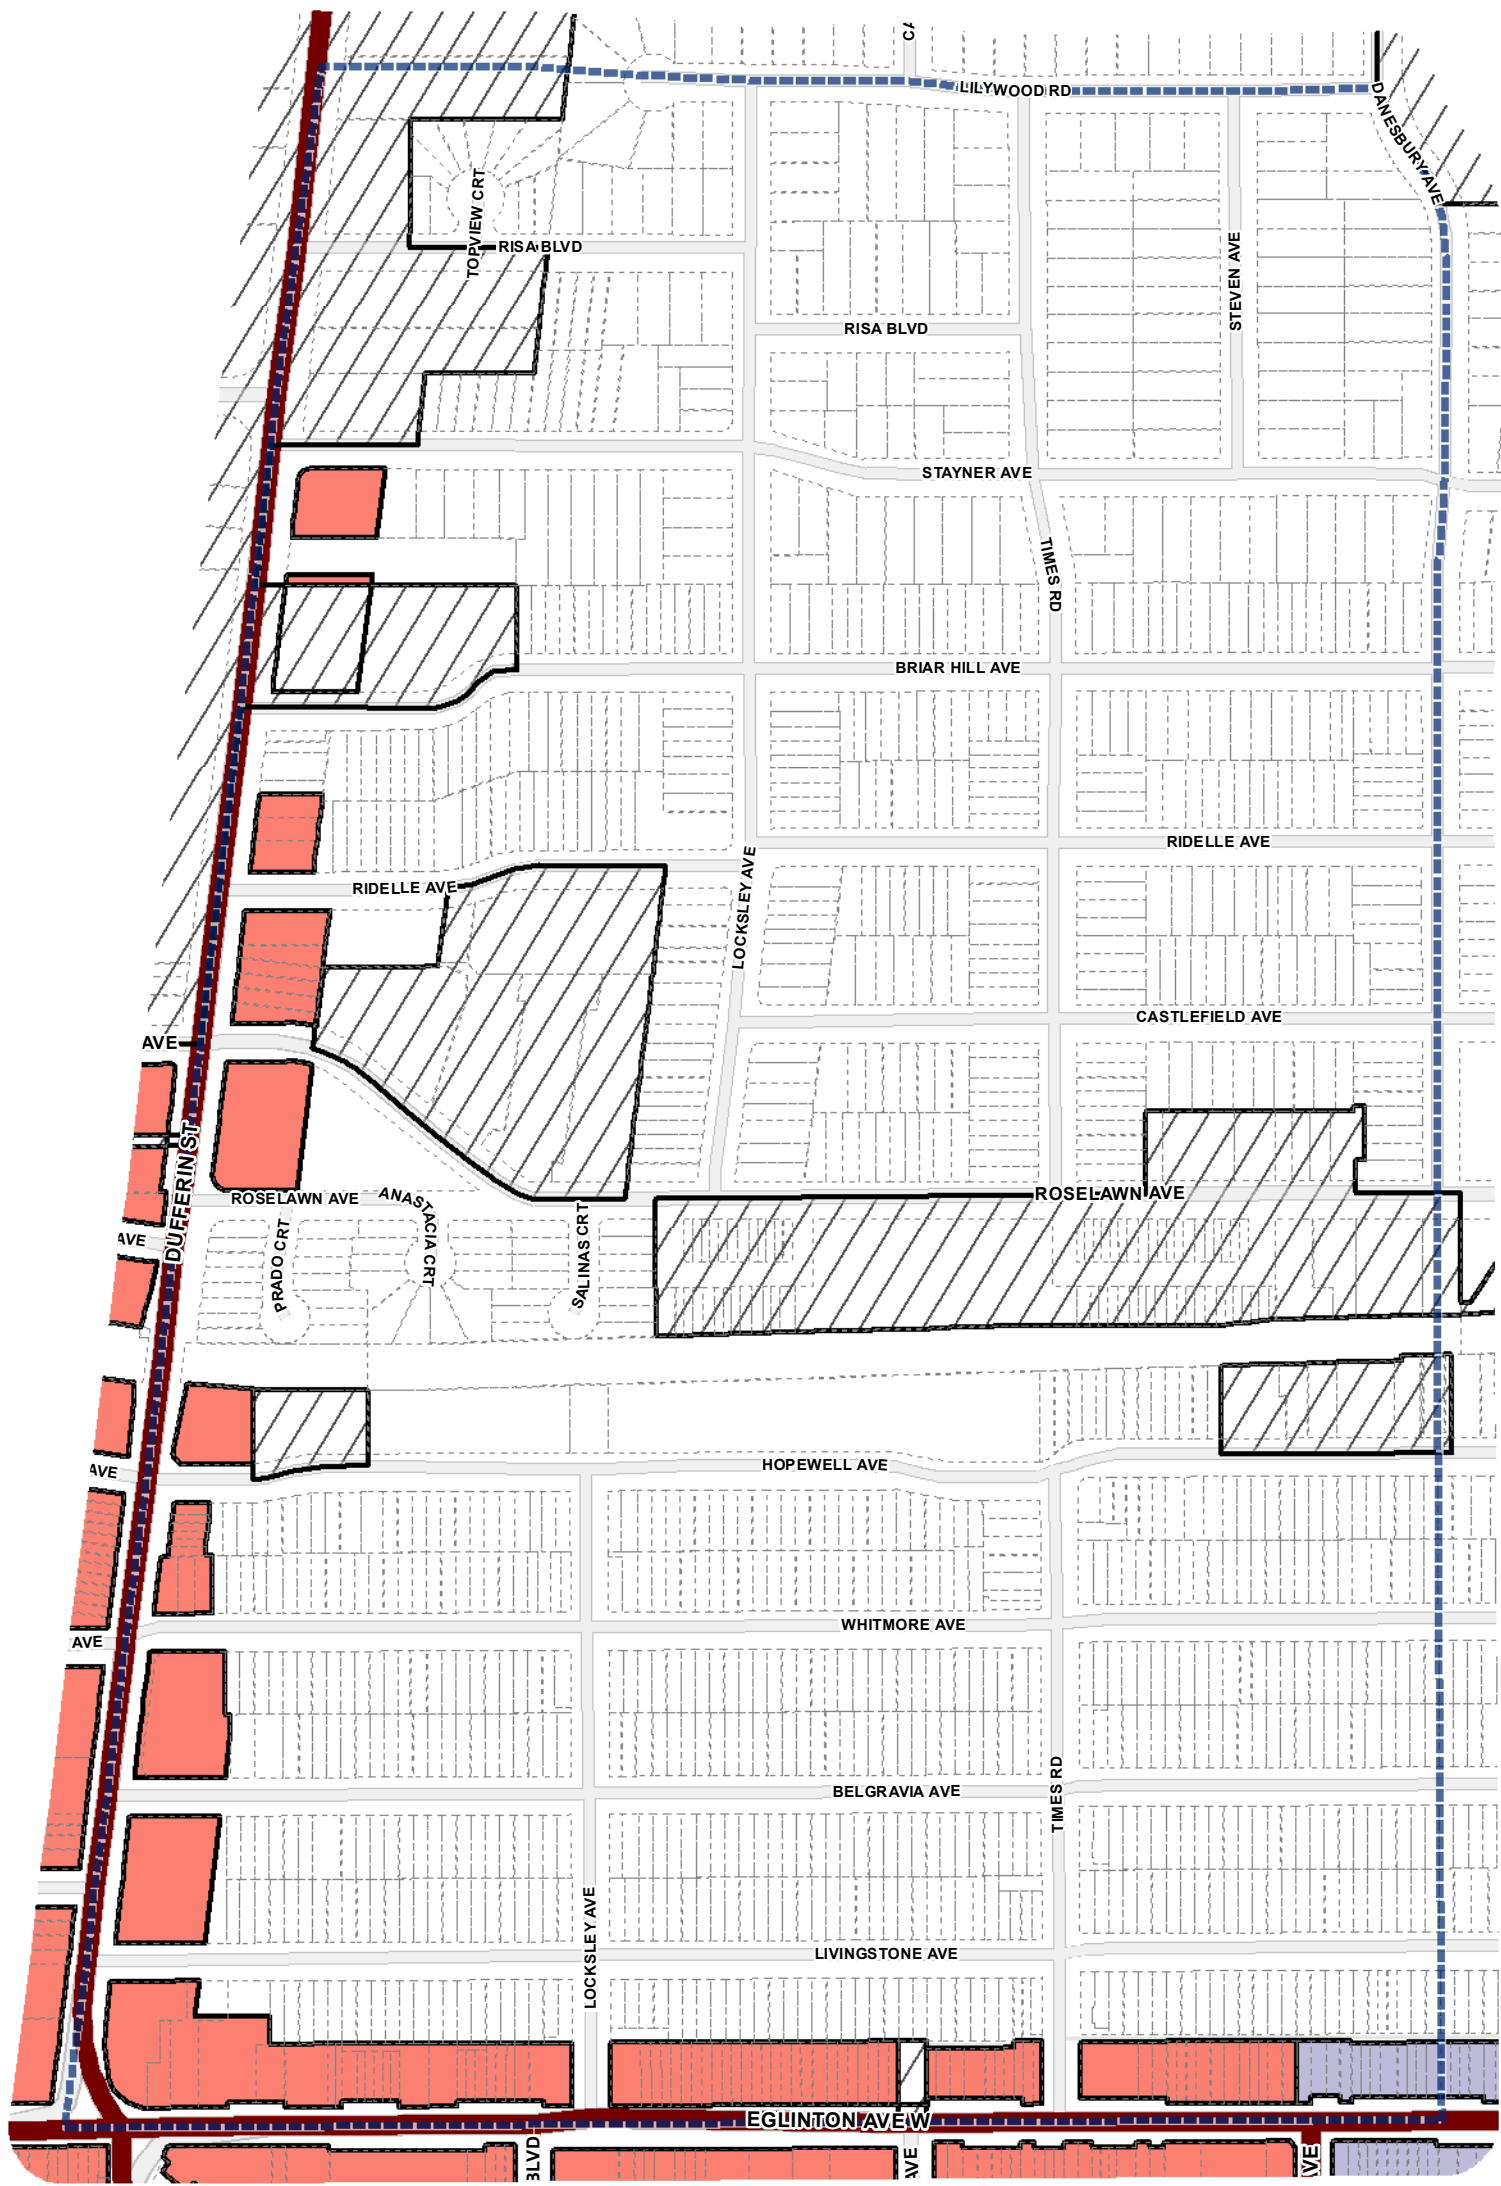 CA
LILYWOOD RD
DANESBURY AVE
TOPVIEW CRT
RISA BLVD
STEVEN AVE
RISA BLVD
STAYNER AVE
TIMES RD
BRIAR HILL AVE
RIDELLE AVE
RIDELLE AVE
LOCKSLEY AVE
CASTLEFIELD AVE
AVE
DUFFERIN ST
ROSELAWN AVE
ANASTACIA CRT
ROSELAWN AVE
AVE
PRADO CRT
SALINAS CRT
HOPEWELL AVE
AVE
WHITMORE AVE
AVE
BELGRAVIA AVE
TIMES RD
LOCKSLEY AVE
LIVINGSTONE AVE
EGLINTON AVE W
BLVD
AVE
AVE